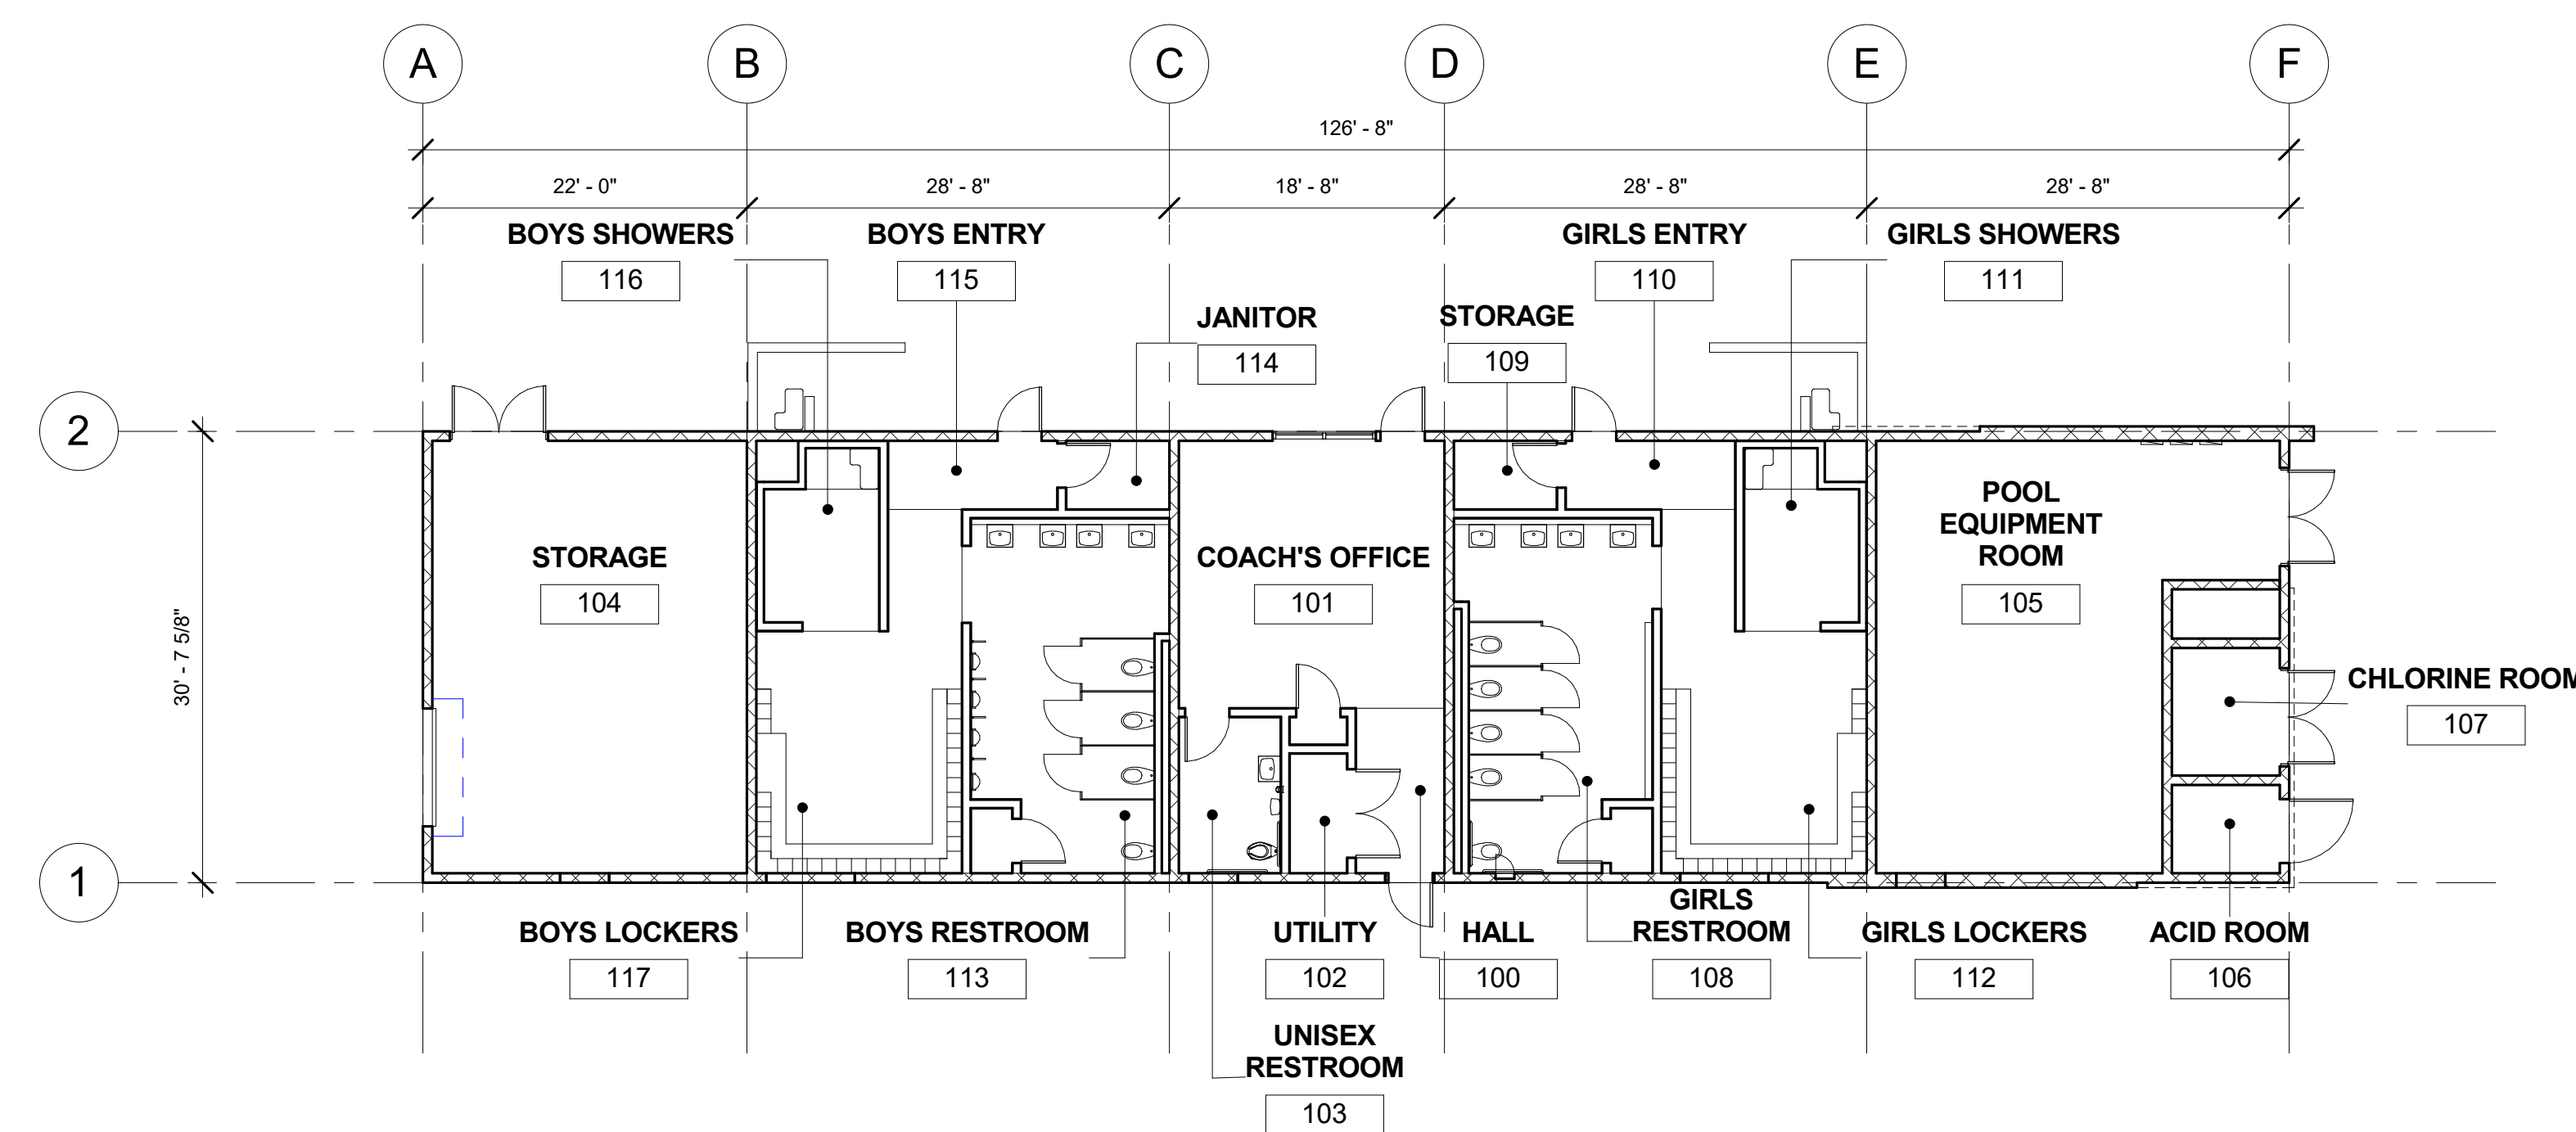 A B C D E F
126' - 8"
22' - 0" 28' - 8" 18' - 8" 28' - 8" 28' - 8"
BOYS SHOWERS
116
BOYS ENTRY
115
GIRLS ENTRY
110
GIRLS SHOWERS
111
JANITOR
114
STORAGE
109
2
POOL
EQUIPMENT
ROOM
105
STORAGE
104
COACH'S OFFICE
101
30' - 7 5/8"
CHLORINE ROOM
107
1
BOYS LOCKERS
117
BOYS RESTROOM
113
UTILITY
102
HALL
100
GIRLS
RESTROOM
108
GIRLS LOCKERS
112
ACID ROOM
106
UNISEX
RESTROOM
103